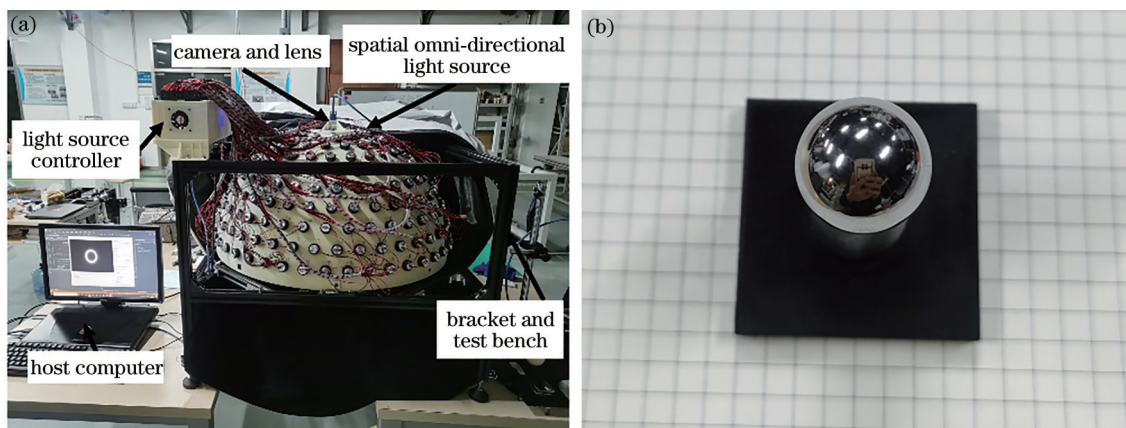 (a)
camera and lens
spatial omni-directional
light source
light source
controller
bracket and
test bench
host computer
(b)